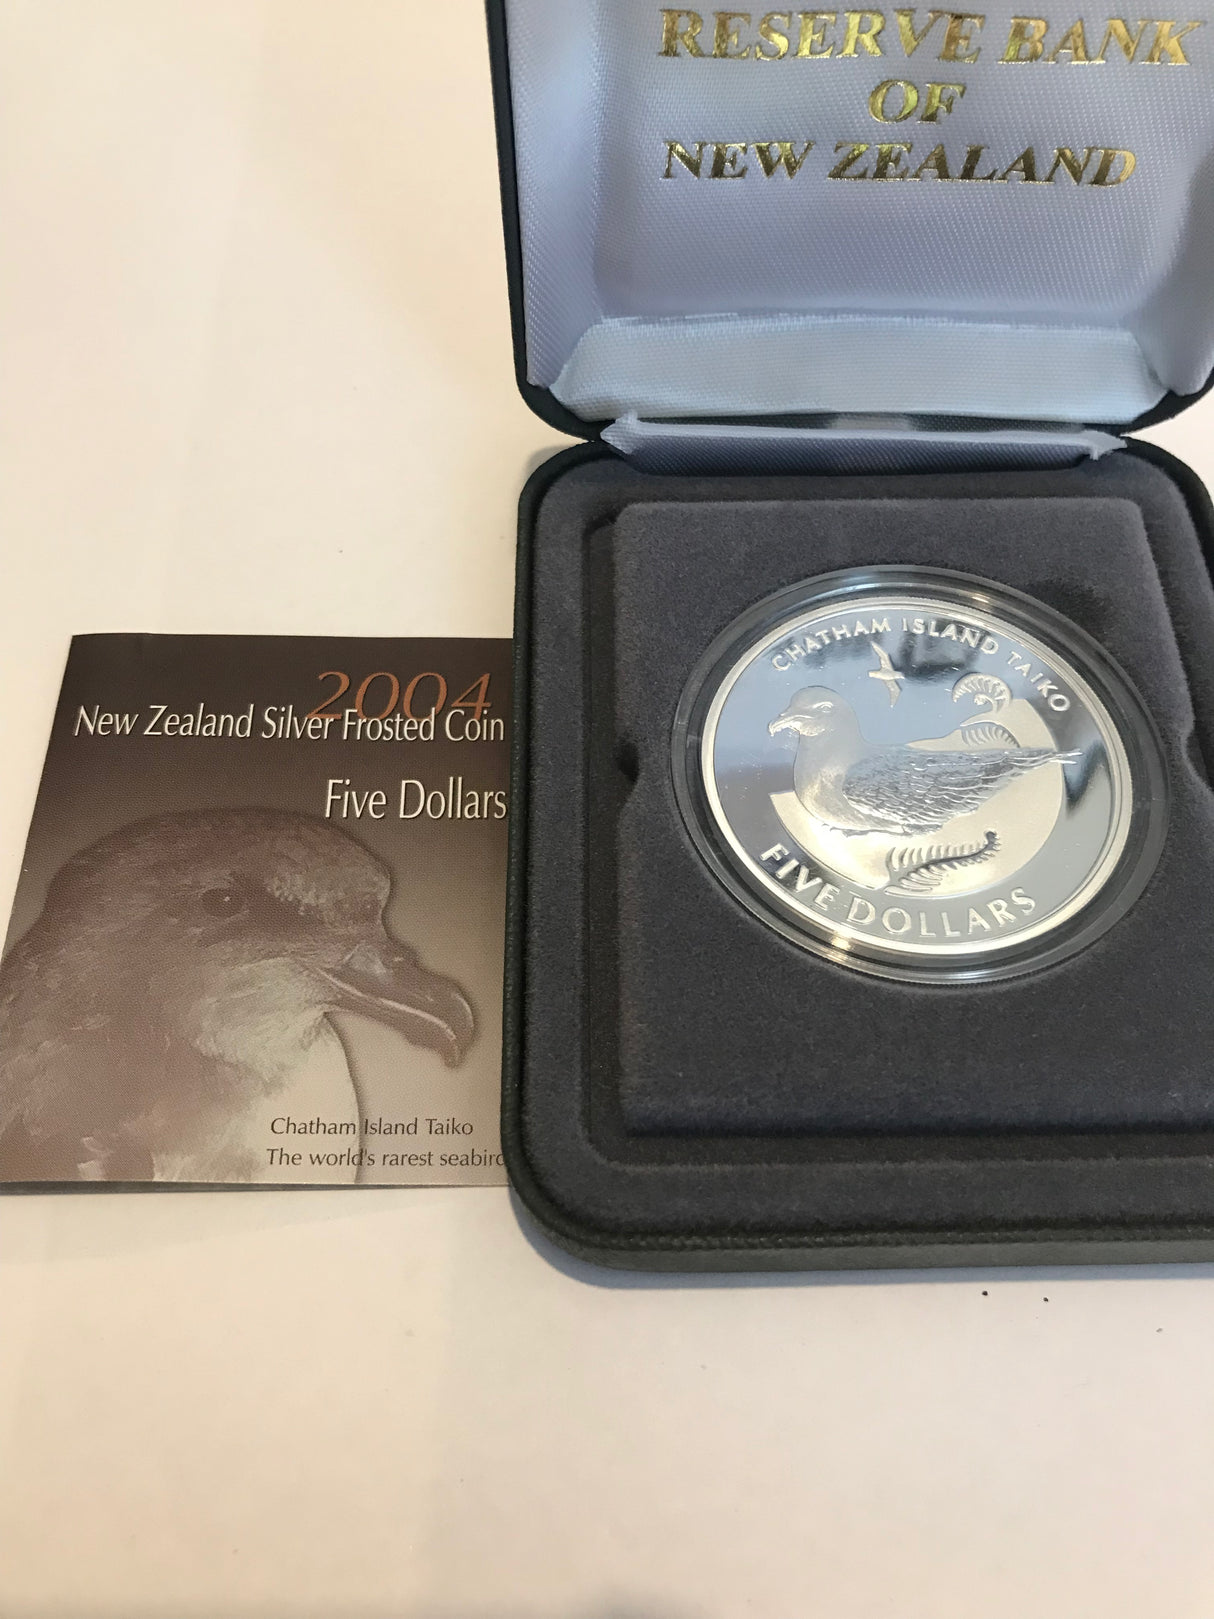 RESERVE BANK
OF
NEW ZEALAND
2004
New Zealand Silver Frosted Coin
Five Dollars
Chatham Island Taiko
The world's rarest seabird
CHATHAM ISLAND TAIKO
FIVE DOLLARS